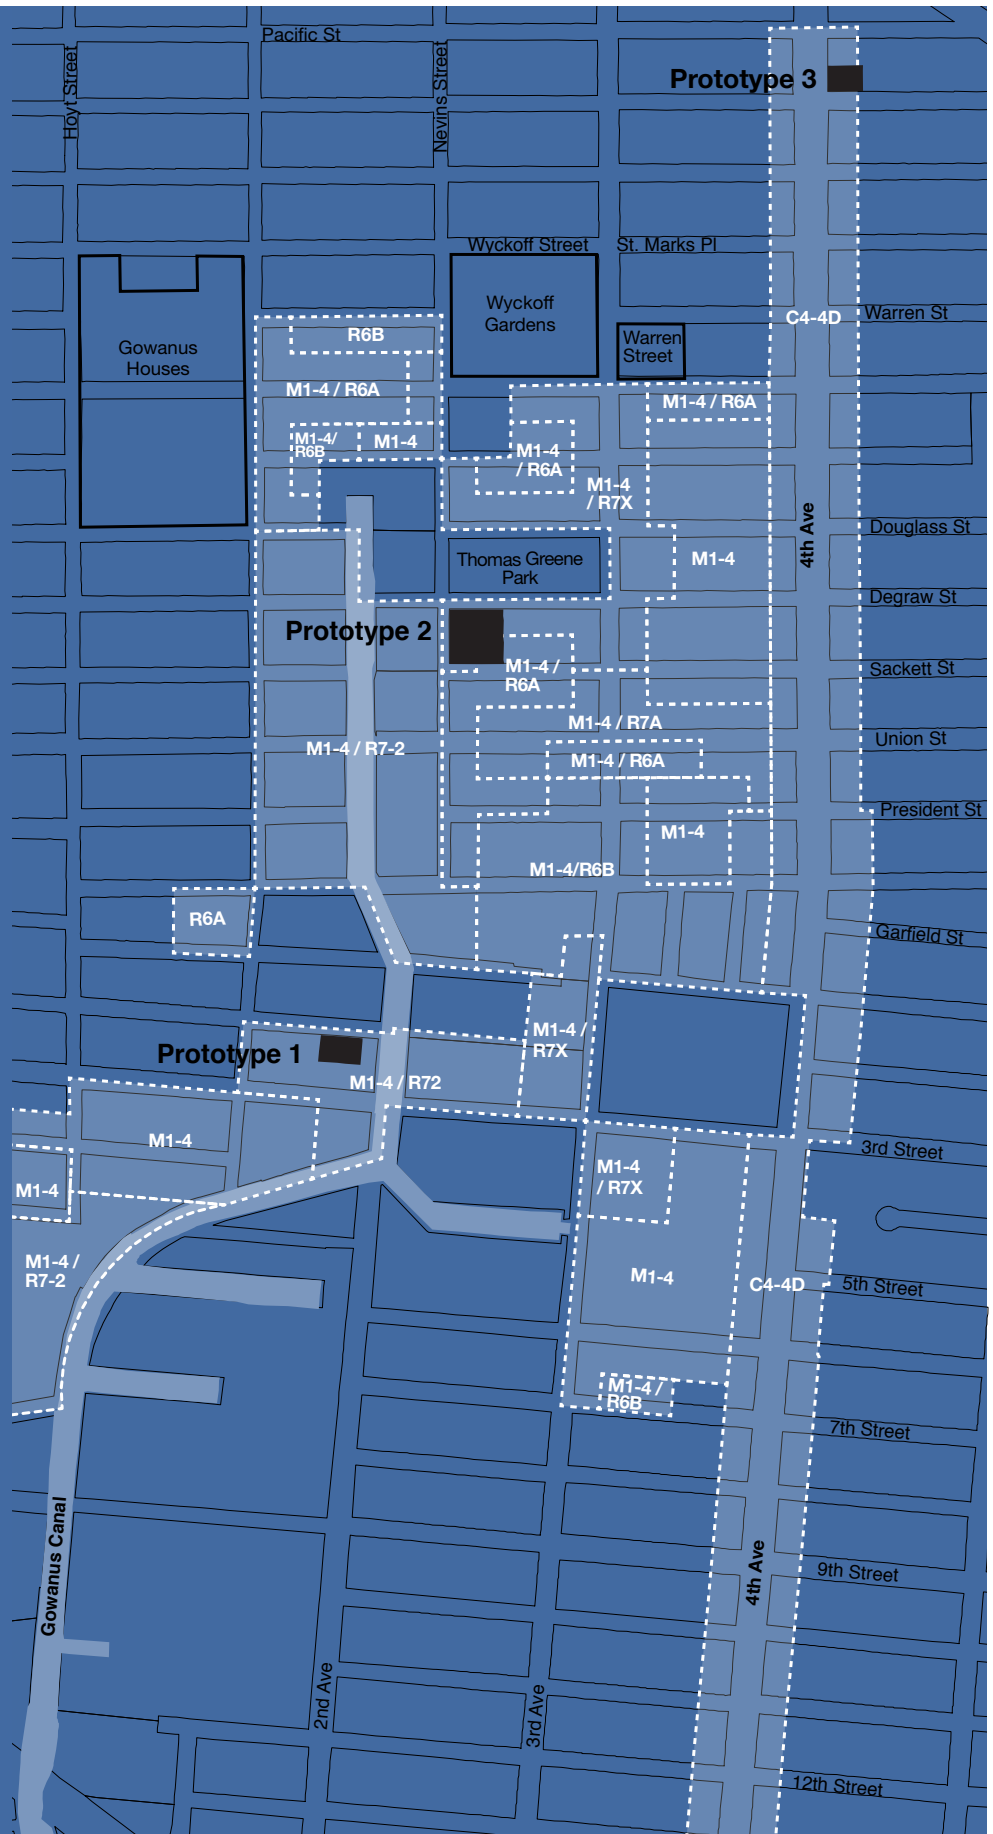 Pacific St
Hoyt Street
Nevins Street
Prototype 3
Wyckoff Street
St. Marks Pl
Wyckoff
Gardens
C4-4D
Warren St
Warren
Street
R6B
Gowanus
Houses
M1-4 / R6A
M1-4 / R6A
M1-4/
R6B
M1-4
M1-4
/ R6A
M1-4
/ R7X
4th Ave
Douglass St
Thomas Greene
Park
M1-4
Degraw St
Prototype 2
M1-4 /
R6A
Sackett St
M1-4 / R7A
Union St
M1-4 / R7-2
M1-4 / R6A
President St
M1-4
M1-4/R6B
R6A
Garfield St
M1-4 /
R7X
Prototype 1
M1-4 / R72
M1-4
3rd Street
M1-4
/ R7X
M1-4
M1-4 /
R7-2
M1-4
C4-4D
5th Street
M1-4 /
R6B
7th Street
Gowanus Canal
4th Ave
9th Street
2nd Ave
3rd Ave
12th Street